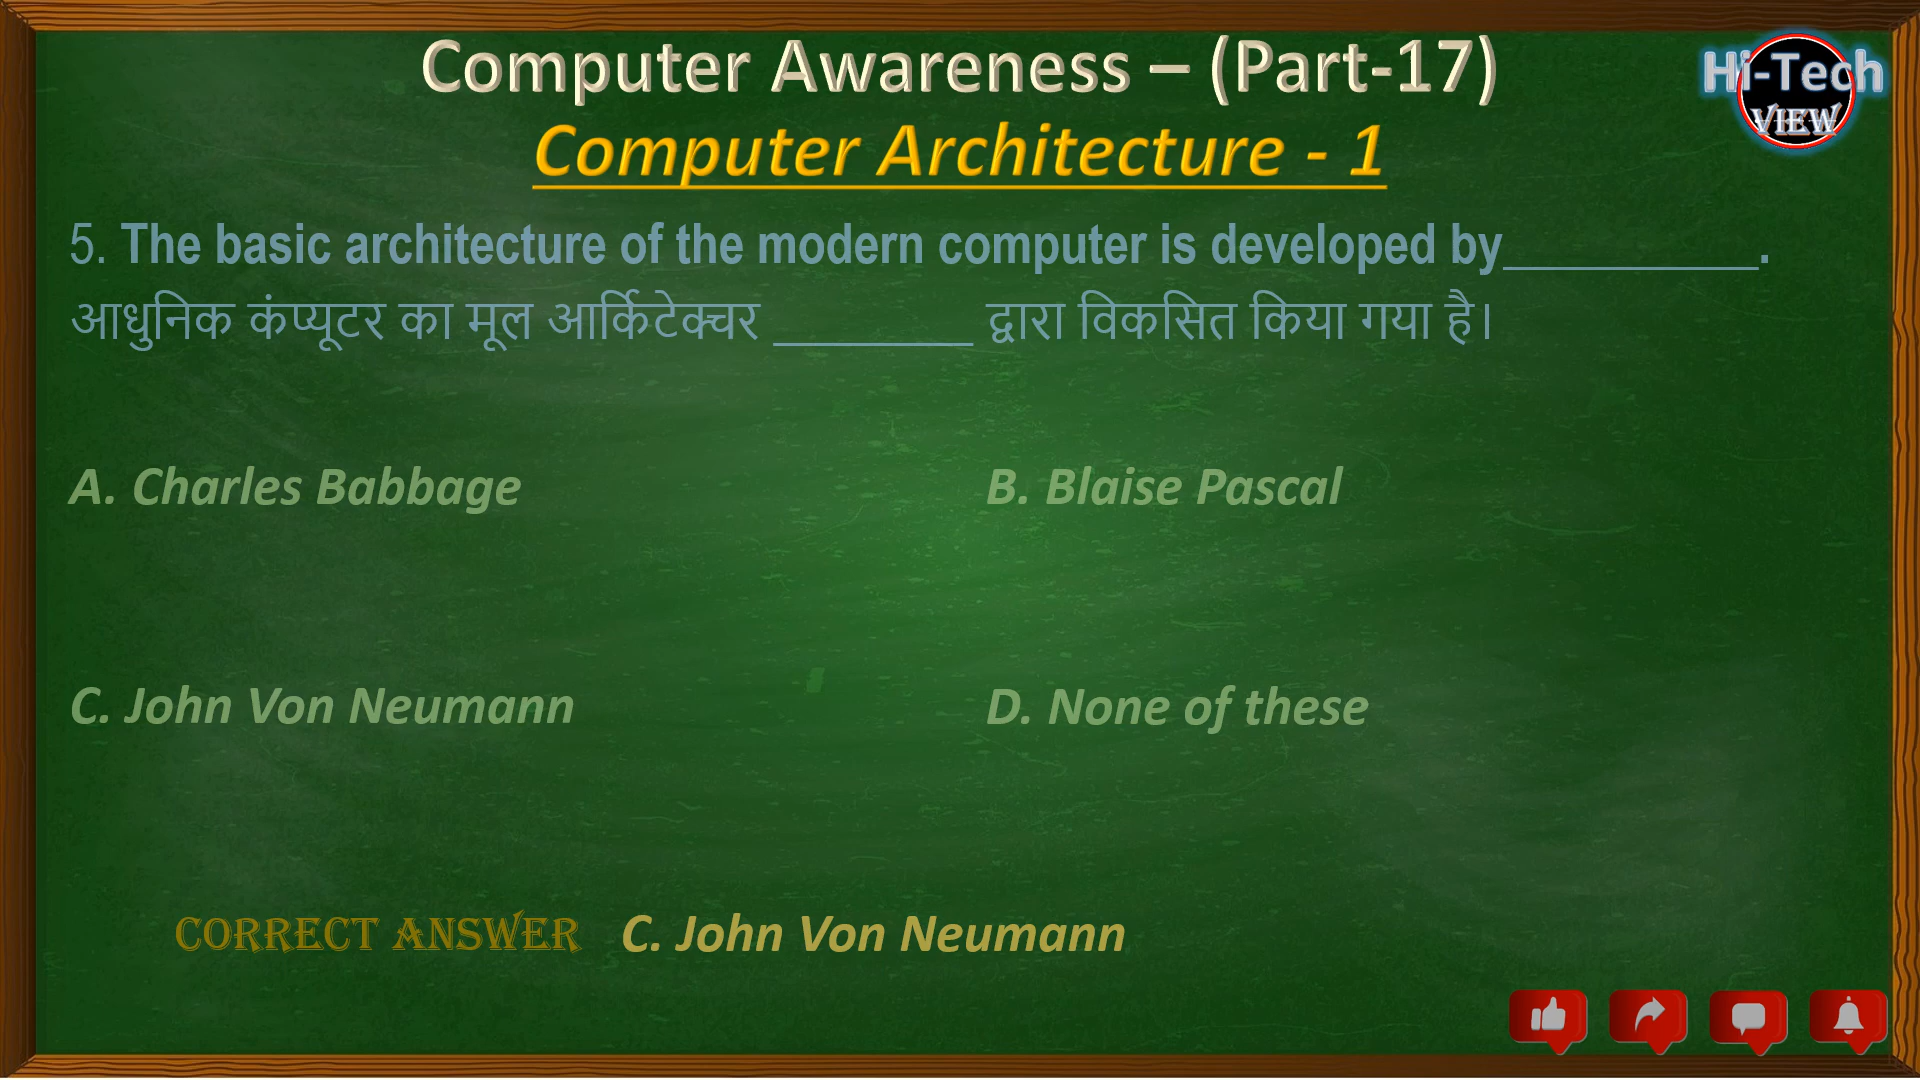 Computer Awareness – (Part-17)
Hi-Tech
VIEW
Computer Architecture - 1
5. The basic architecture of the modern computer is developed by__________.
आधुनिक कंप्यूटर का मूल आर्किटेक्चर ________ द्वारा विकसित किया गया है।
A. Charles Babbage
B. Blaise Pascal
C. John Von Neumann
D. None of these
CORRECT ANSWER C. John Von Neumann